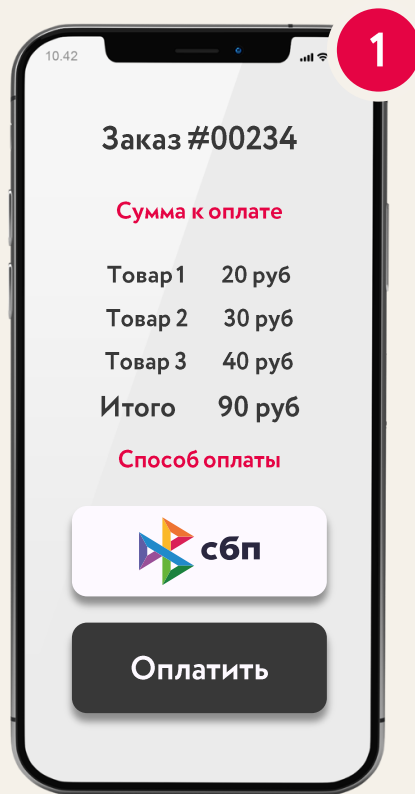 1
10.42
Заказ #00234
Сумма к оплате
Товар 1 20 руб
Товар 2 30 руб
Товар 3 40 руб
Итого 90 руб
Способ оплаты
сбп
Оплатить